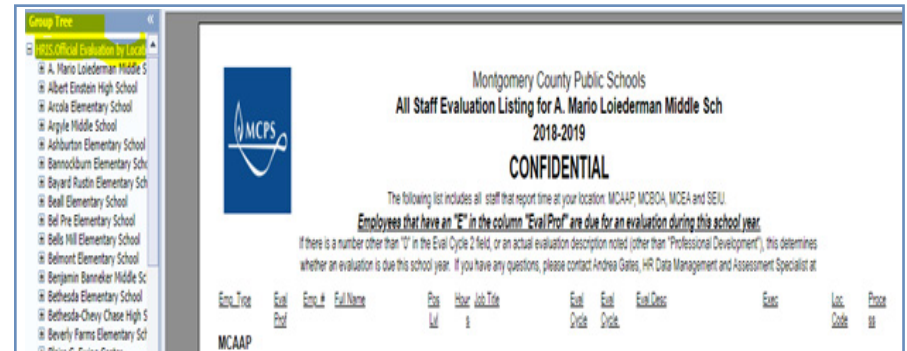 Group Tree «
HRIS.Official Evaluation by Locati
A. Mario Loiederman Middle S
Albert Einstein High School
Arcola Elementary School
Argyle Middle School
Ashburton Elementary School
Bannockburn Elementary Scho
Bayard Rustin Elementary Sch
Beall Elementary School
Bel Pre Elementary School
Bells Mill Elementary School
Belmont Elementary School
Benjamin Banneker Middle Sc
Bethesda Elementary School
Bethesda-Chevy Chase High S
Beverly Farms Elementary Sch
MCPS
Montgomery County Public Schools
All Staff Evaluation Listing for A. Mario Loiederman Middle Sch
2018-2019
CONFIDENTIAL
The following list includes all staff that report time at your location: MCAAP, MCBOA, MCEA and SEIU.
Employees that have an "E" in the column "Eval/Prof" are due for an evaluation during this school year.
If there is a number other than "0" in the Eval Cycle 2 field, or an actual evaluation description noted (other than "Professional Development"), this determines
whether an evaluation is due this school year. If you have any questions, please contact Andrea Gates, HR Data Management and Assessment Specialist at
Emp_Type Eval Emp_# Full Name Pos Hour Job Title Eval Eval Eval Desc Exec Loc. Proce
Prof Lvl s Cycle Cycle. Code ss
MCAAP